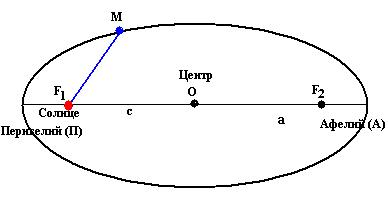 M
Центр
F1
O
F2
Солнце
c
a
Перигелий (П)
Афелий (A)